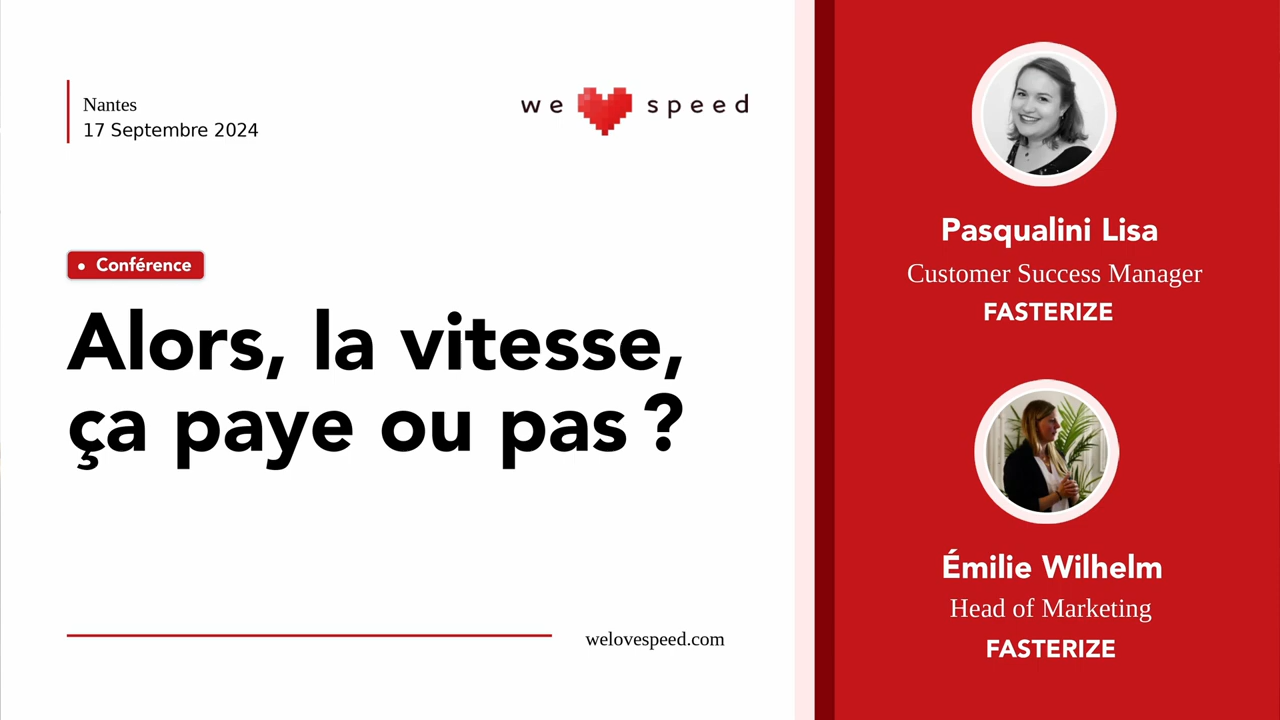 Nantes
17 Septembre 2024
we speed
• Conférence
Alors, la vitesse,
ça paye ou pas ?
welovespeed.com
Pasqualini Lisa
Customer Success Manager
FASTERIZE
Émilie Wilhelm
Head of Marketing
FASTERIZE